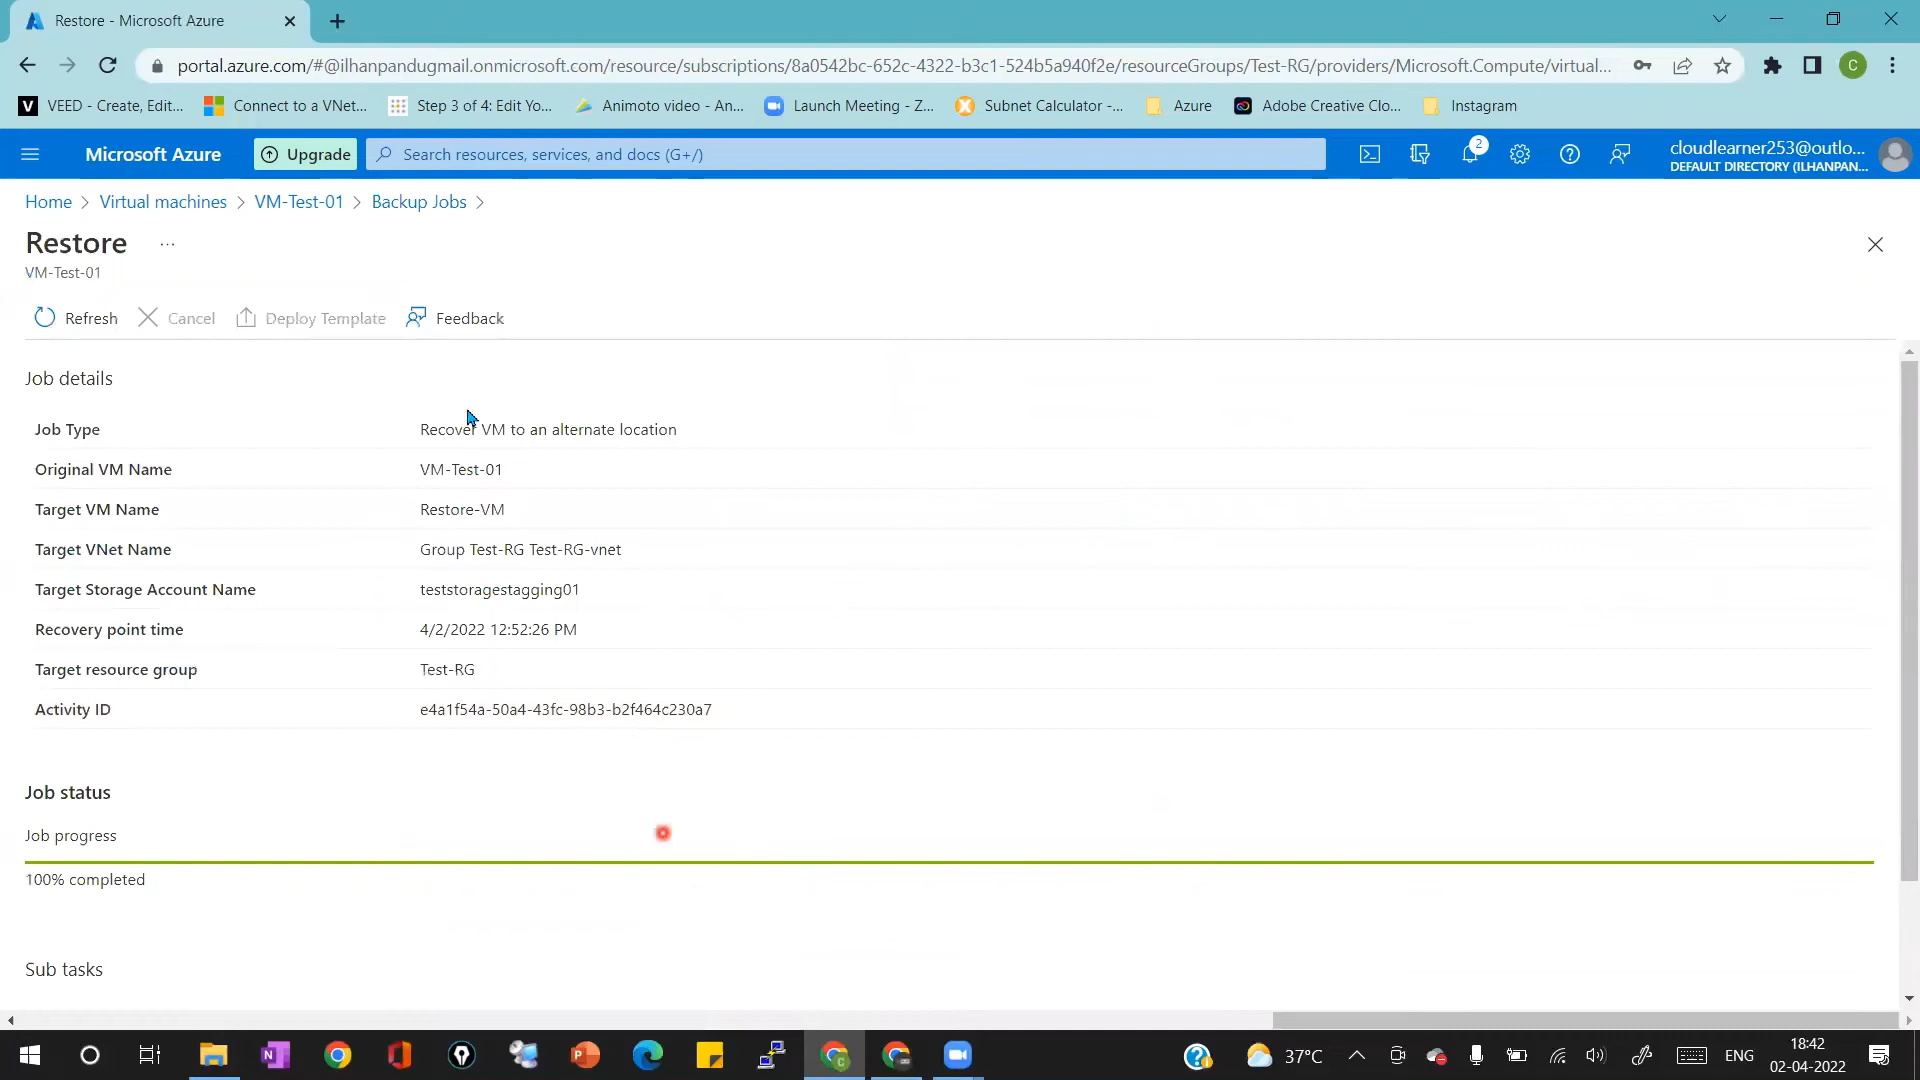 Restore - Microsoft Azure
portal.azure.com/#@ilhanpandugmail.onmicrosoft.com/resource/subscriptions/8a0542bc-652c-4322-b3c1-524b5a940f2e/resourceGroups/Test-RG/providers/Microsoft.Compute/virtual...
C
V VEED - Create, Edit... Connect to a VNet... Step 3 of 4: Edit Yo... Animoto video - An... Launch Meeting - Z... Subnet Calculator -... Azure Adobe Creative Clo... Instagram
Microsoft Azure Upgrade Search resources, services, and docs (G+/) 2 cloudlearner253@outlo...
DEFAULT DIRECTORY (ILHANPAN...
Home > Virtual machines > VM-Test-01 > Backup Jobs >
Restore ...
VM-Test-01
Refresh Cancel Deploy Template Feedback
Job details
Job Type Recover VM to an alternate location
Original VM Name VM-Test-01
Target VM Name Restore-VM
Target VNet Name Group Test-RG Test-RG-vnet
Target Storage Account Name teststoragestagging01
Recovery point time 4/2/2022 12:52:26 PM
Target resource group Test-RG
Activity ID e4a1f54a-50a4-43fc-98b3-b2f464c230a7
Job status
Job progress
100% completed
Sub tasks
37°C ENG 18:42
02-04-2022